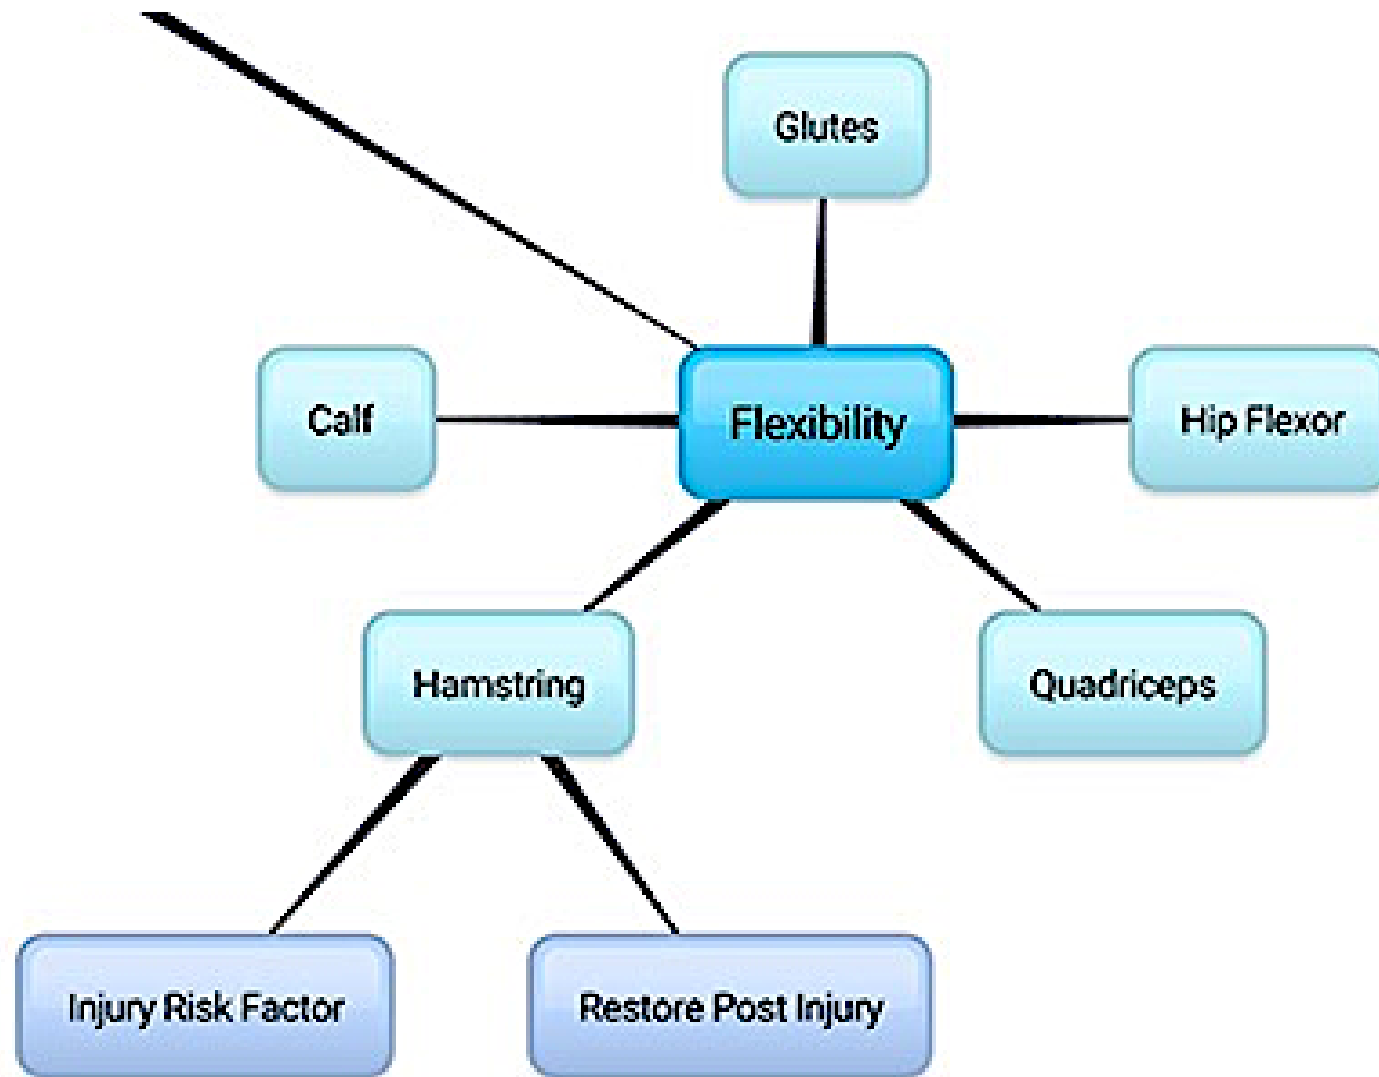 Glutes
Calf
Flexibility
Hip Flexor
Hamstring
Quadriceps
Injury Risk Factor
Restore Post Injury